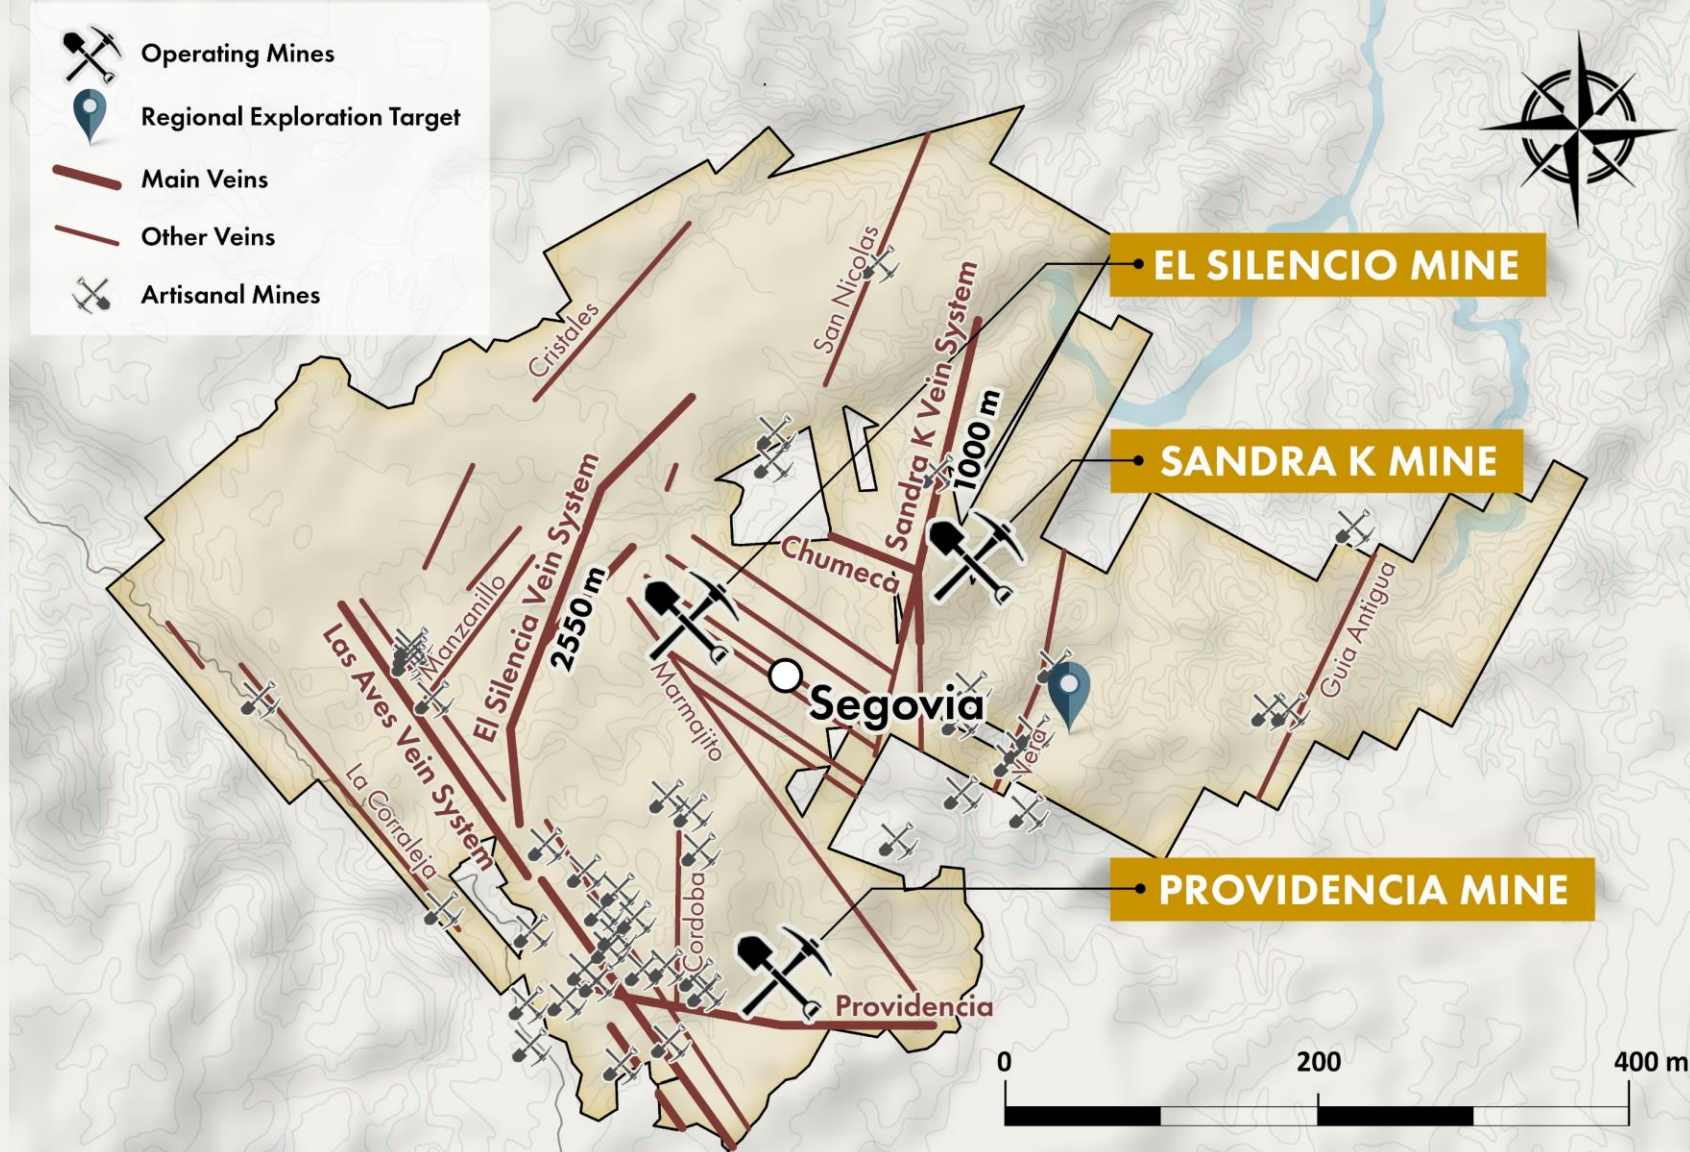 Operating Mines
Regional Exploration Target
Main Veins
Other Veins
Artisanal Mines
EL SILENCIO MINE
San Nicolas
Cristales
Sandra K Vein System
1000 m
SANDRA K MINE
El Silencia Vein System
2550 m
Chumeca
Manzanillo
Guia Antigua
Las Aves Vein System
Marmajito
Segovia
Vera
La Corraleja
Cordoba
PROVIDENCIA MINE
Providencia
0 200 400 m